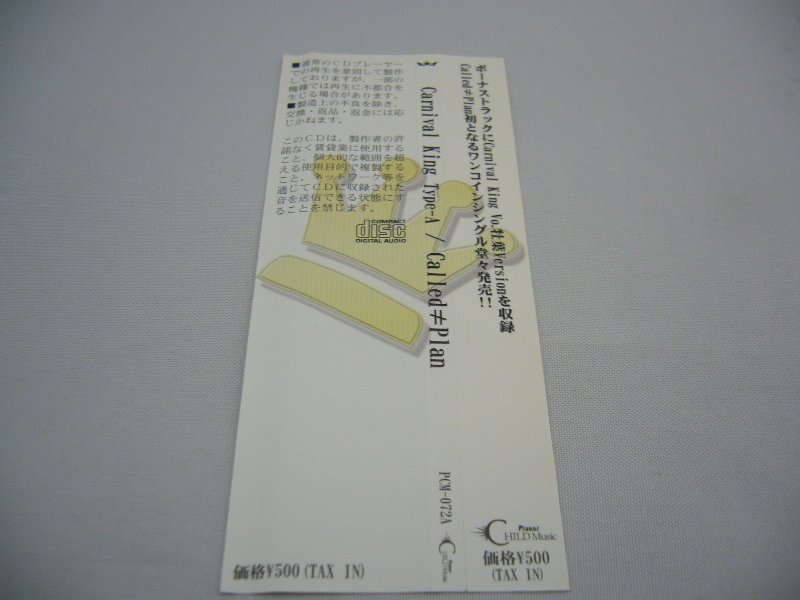 ボーナストラックにCarnival King Vo.牡葉Versionを収録
Called≠Plan初となるワンコインシングル堂々発売!!
Planet
CHILD Music
価格¥500
(TAX IN)
Carnival King Type-A / Called≠Plan
PCM-072A
Planet
CHILD Music
■通常のCDプレーヤー
での再生を意図して製作
しておりますが、一部の
機種では再生に不都合を
生じる場合があります。
■製造上の不良を除き、
交換・返品・返金には応
じかねます。
このCDは、製作者の許
諾なく賃貸業に使用する
こと、個人的な範囲を超
える使用目的で複製する
こと、ネットワーク等を
通じてCDに収録された
音を送信できる状態にす
ることを禁じます。
COMPACT
disc
DIGITAL AUDIO
価格¥500(TAX IN)